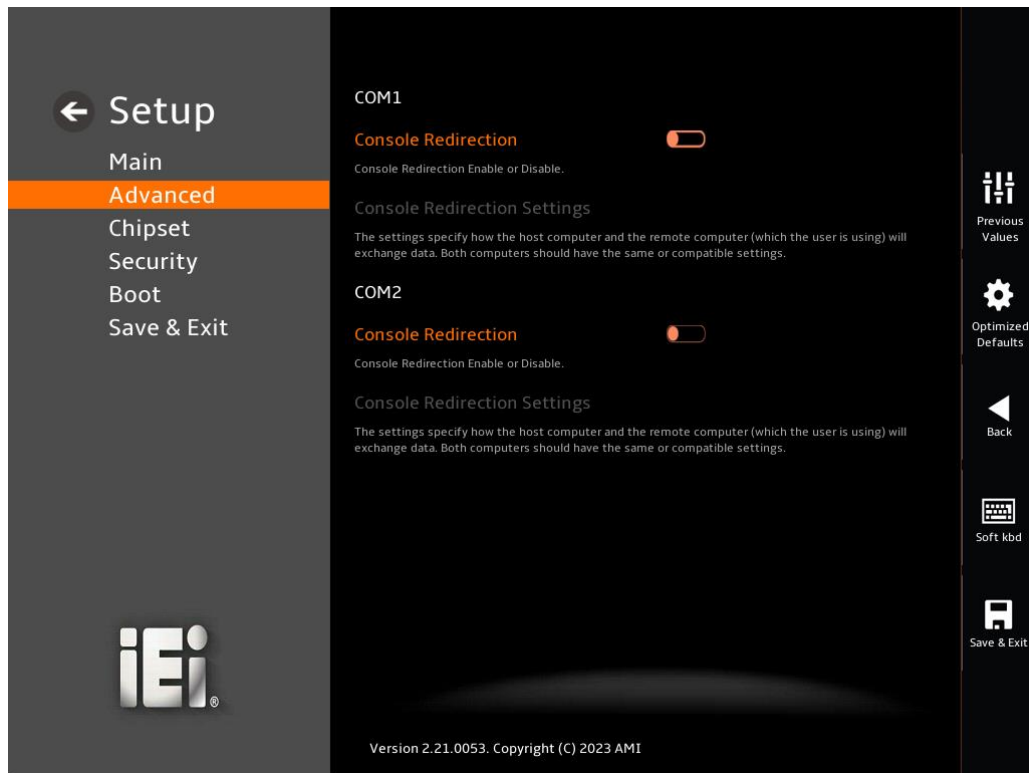 Setup
Main
Advanced
Chipset
Security
Boot
Save & Exit
iEi®
COM1
Console Redirection
Console Redirection Enable or Disable.
Console Redirection Settings
The settings specify how the host computer and the remote computer (which the user is using) will
exchange data. Both computers should have the same or compatible settings.
COM2
Console Redirection
Console Redirection Enable or Disable.
Console Redirection Settings
The settings specify how the host computer and the remote computer (which the user is using) will
exchange data. Both computers should have the same or compatible settings.
Version 2.21.0053. Copyright (C) 2023 AMI
Previous
Values
Optimized
Defaults
Back
Soft kbd
Save & Exit